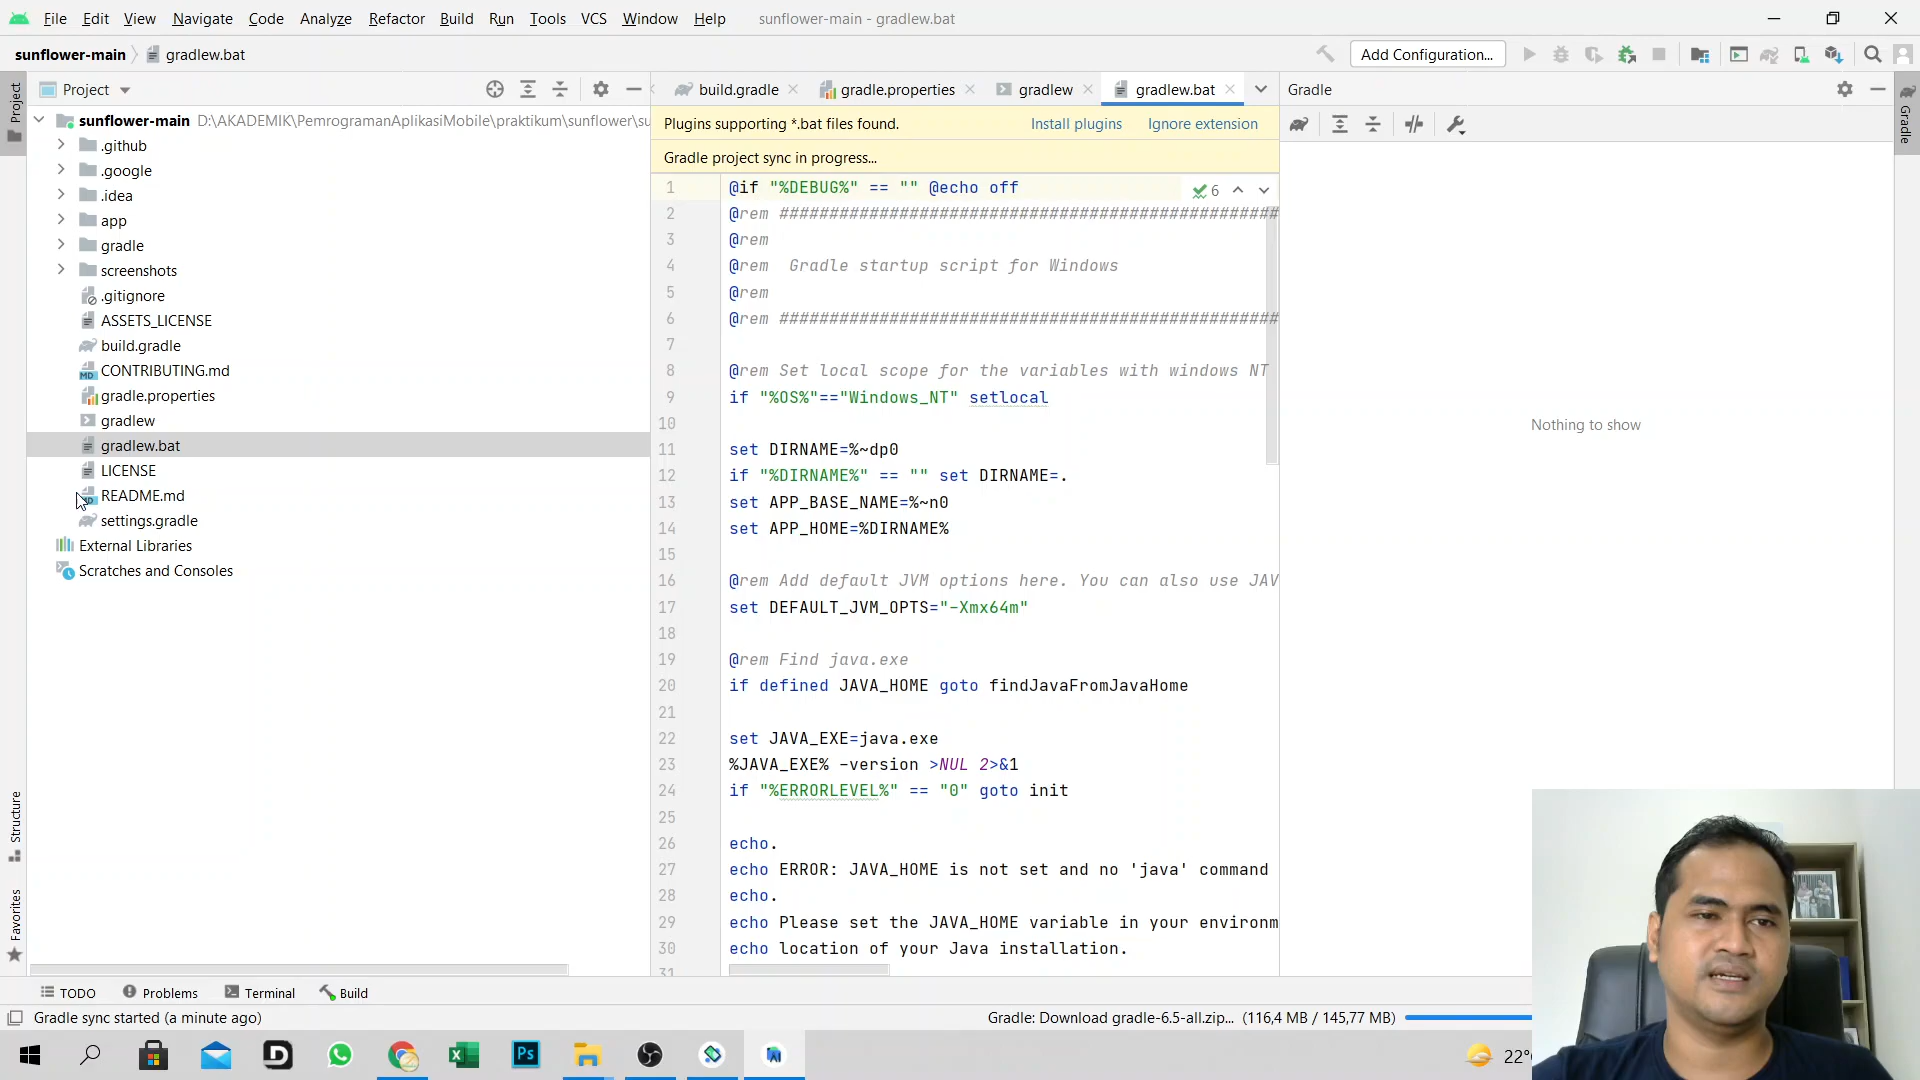 File Edit View Navigate Code Analyze Refactor Build Run Tools VCS Window Help sunflower-main - gradlew.bat
sunflower-main gradlew.bat Add Configuration...
Project
Project
build.gradle gradle.properties gradlew gradlew.bat
Gradle
Gradle
sunflower-main D:\AKADEMIK\PemrogramanAplikasiMobile\praktikum\sunflower\su
.github
.google
.idea
app
gradle
screenshots
.gitignore
ASSETS_LICENSE
build.gradle
CONTRIBUTING.md
gradle.properties
gradlew
gradlew.bat
LICENSE
README.md
settings.gradle
External Libraries
Scratches and Consoles
Structure
Favorites
Plugins supporting *.bat files found. Install plugins Ignore extension
Gradle project sync in progress...
6
1 @if "%DEBUG%" == "" @echo off
2 @rem ##################################################
3 @rem
4 @rem  Gradle startup script for Windows
5 @rem
6 @rem ##################################################
7
8 @rem Set local scope for the variables with windows NT
9 if "%OS%"=="Windows_NT" setlocal
10
11 set DIRNAME=%~dp0
12 if "%DIRNAME%" == "" set DIRNAME=.
13 set APP_BASE_NAME=%~n0
14 set APP_HOME=%DIRNAME%
15
16 @rem Add default JVM options here. You can also use JAV
17 set DEFAULT_JVM_OPTS="-Xmx64m"
18
19 @rem Find java.exe
20 if defined JAVA_HOME goto findJavaFromJavaHome
21
22 set JAVA_EXE=java.exe
23 %JAVA_EXE% -version >NUL 2>&1
24 if "%ERRORLEVEL%" == "0" goto init
25
26 echo.
27 echo ERROR: JAVA_HOME is not set and no 'java' command
28 echo.
29 echo Please set the JAVA_HOME variable in your environm
30 echo location of your Java installation.
31
Nothing to show
TODO Problems Terminal Build
Gradle sync started (a minute ago) Gradle: Download gradle-6.5-all.zip... (116,4 MB / 145,77 MB)
22°